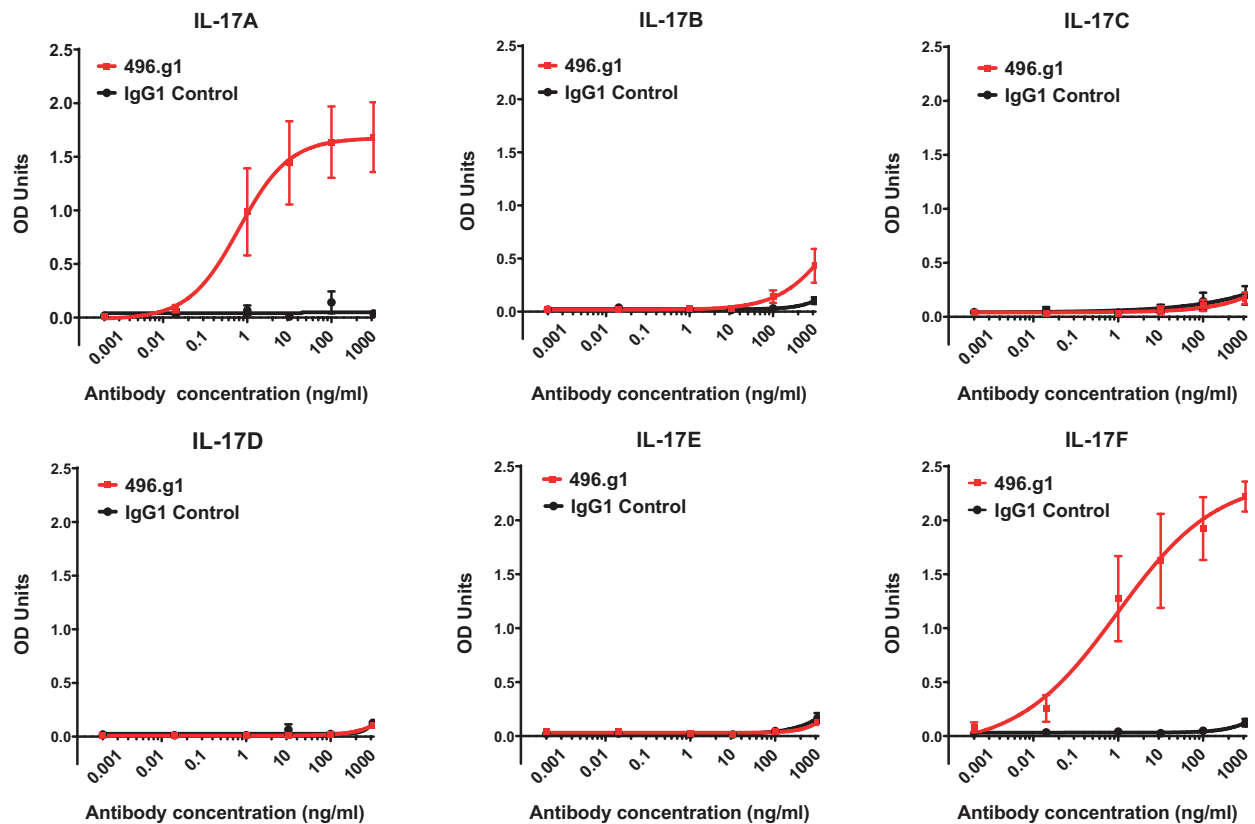 IL-17A
2.5
496.g1
IgG1 Control
2.0
1.5
1.0
0.5
0.0
OD Units
0.001 0.01 0.1 1 10 100 1000
Antibody concentration (ng/ml)
IL-17B
2.5
496.g1
IgG1 Control
2.0
1.5
1.0
0.5
0.0
OD Units
0.001 0.01 0.1 1 10 100 1000
Antibody concentration (ng/ml)
IL-17C
2.5
496.g1
IgG1 Control
2.0
1.5
1.0
0.5
0.0
OD Units
0.001 0.01 0.1 1 10 100 1000
Antibody concentration (ng/ml)
IL-17D
2.5
496.g1
IgG1 Control
2.0
1.5
1.0
0.5
0.0
OD Units
0.001 0.01 0.1 1 10 100 1000
Antibody concentration (ng/ml)
IL-17E
2.5
496.g1
IgG1 Control
2.0
1.5
1.0
0.5
0.0
OD Units
0.001 0.01 0.1 1 10 100 1000
Antibody concentration (ng/ml)
IL-17F
2.5
496.g1
IgG1 Control
2.0
1.5
1.0
0.5
0.0
OD Units
0.001 0.01 0.1 1 10 100 1000
Antibody concentration (ng/ml)